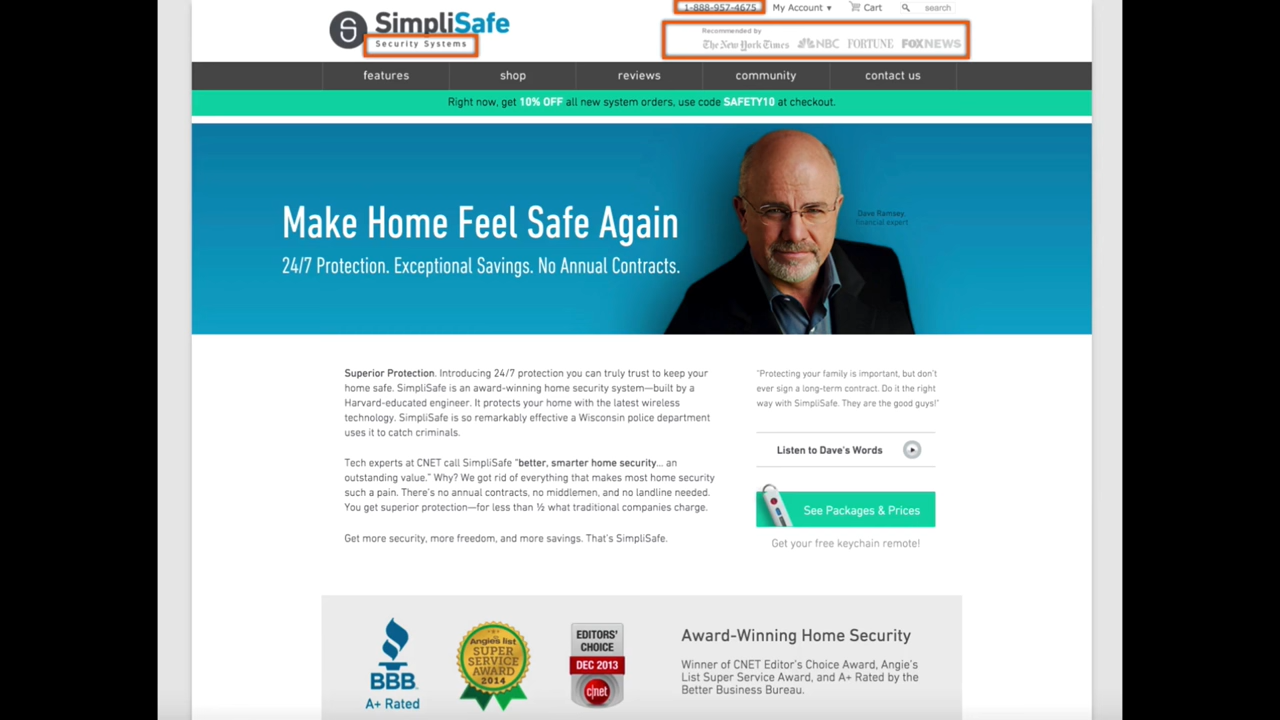 SimpliSafe
Security Systems
1-888-957-4675
My Account ▾
Cart
search
Recommended by
The New York Times NBC FORTUNE FOXNEWS
features
shop
reviews
community
contact us
Right now, get 10% OFF all new system orders, use code SAFETY10 at checkout.
Make Home Feel Safe Again
24/7 Protection. Exceptional Savings. No Annual Contracts.
Dave Ramsey,
financial expert
Superior Protection. Introducing 24/7 protection you can truly trust to keep your
home safe. SimpliSafe is an award-winning home security system—built by a
Harvard-educated engineer. It protects your home with the latest wireless
technology. SimpliSafe is so remarkably effective a Wisconsin police department
uses it to catch criminals.
Tech experts at CNET call SimpliSafe "better, smarter home security... an
outstanding value." Why? We got rid of everything that makes most home security
such a pain. There's no annual contracts, no middlemen, and no landline needed.
You get superior protection—for less than ½ what traditional companies charge.
Get more security, more freedom, and more savings. That's SimpliSafe.
"Protecting your family is important, but don't
ever sign a long-term contract. Do it the right
way with SimpliSafe. They are the good guys!"
Listen to Dave's Words
See Packages & Prices
Get your free keychain remote!
BBB
A+ Rated
Angie's list
SUPER
SERVICE
AWARD
2014
EDITORS'
CHOICE
DEC 2013
c|net
Award-Winning Home Security
Winner of CNET Editor's Choice Award, Angie's
List Super Service Award, and A+ Rated by the
Better Business Bureau.